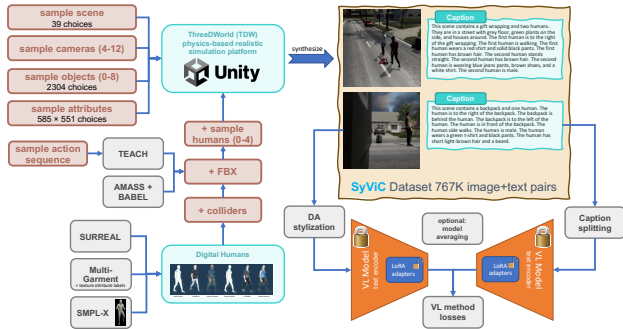 sample scene
39 choices
sample cameras (4-12)
sample objects (0-8)
2304 choices
sample attributes
585 × 551 choices
ThreeDWorld (TDW)
physics-based realistic
simulation platform
Unity
synthesize
Caption
This scene contains a gift wrapping and two humans.
They are in a street with grey floor, green plants on the
side, and houses around. The first human is to the right
of the gift wrapping. The first human is walking. The first
human wears a red shirt and solid black pants. The first
human has brown hair. The second human stands
straight. The second human has brown hair. The second
human is wearing blue jeans pants, brown shoes, and a
white shirt. The second human is male.
Caption
This scene contains a backpack and one human. The
human is to the right of the backpack. The backpack is
behind the human. The backpack is to the left of the
human. The human is in front of the backpack. The
human side walks. The human is male. The human
wears a green t-shirt and black pants. The human has
short light-brown hair and a beard.
SyViC Dataset 767K image+text pairs
sample action
sequence
TEACH
AMASS +
BABEL
+ sample
humans (0-4)
+ FBX
+ colliders
SURREAL
Multi-
Garment
+ texture attribute labels
SMPL-X
Digital Humans
DA
stylization
optional:
model
averaging
Caption
splitting
VL Model
text encoder
LoRA
adapters
LoRA
adapters
VL Model
text encoder
VL method
losses